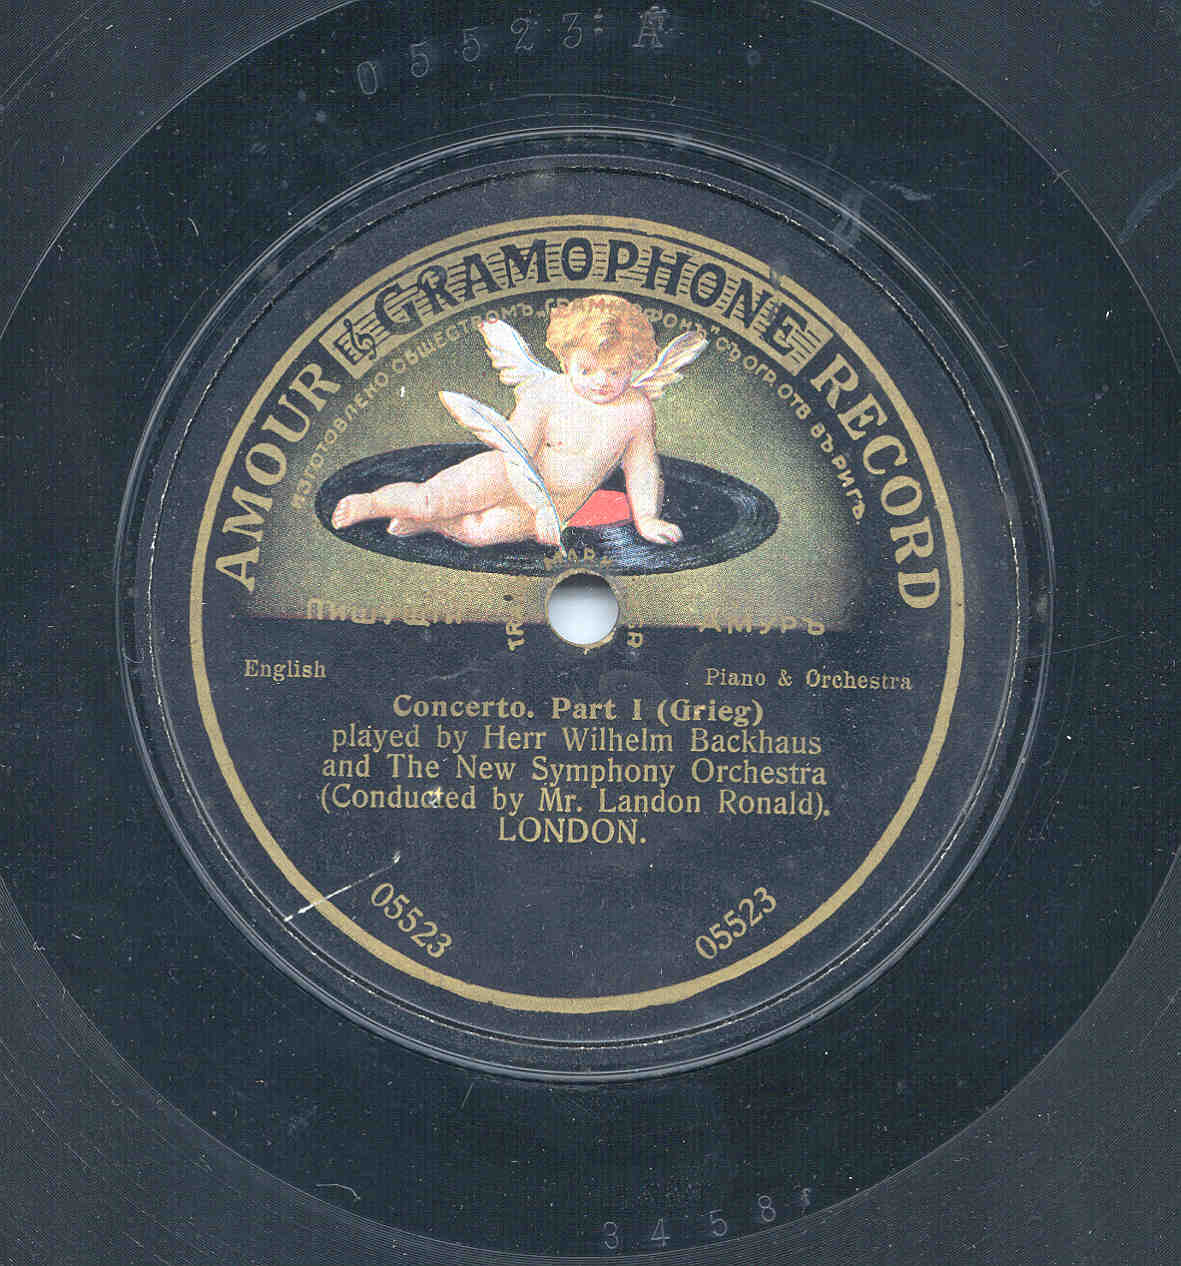 05523 A
AMOUR GRAMOPHONE RECORD
ИЗГОТОВЛЕНО ОБЩЕСТВОМЪ „ГРАММОФОНЪ“ СЪ ОГР. ОТВ. ВЪ РИГѢ.
ПИШУЩІЙ АМУРЪ
English
Piano & Orchestra
Concerto. Part I (Grieg)
played by Herr Wilhelm Backhaus
and The New Symphony Orchestra
(Conducted by Mr. Landon Ronald).
LONDON.
05523
05523
3458